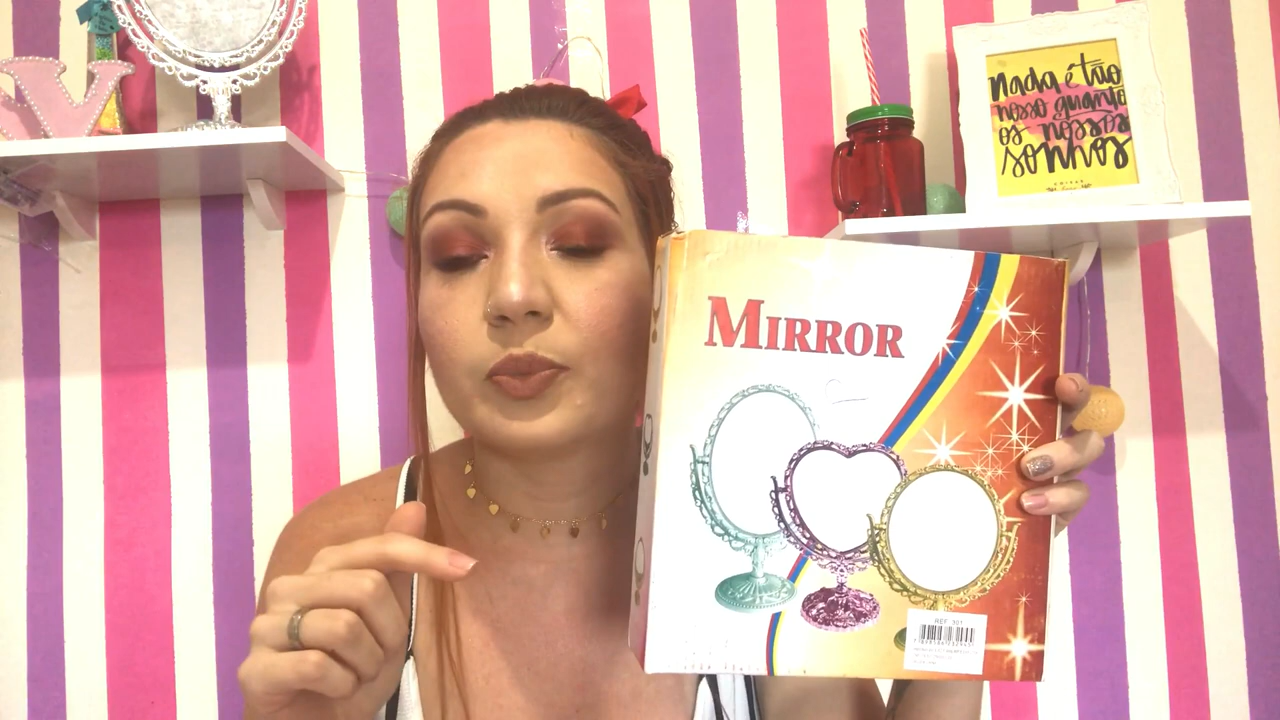 V
nada é tão
nosso quanto
os nossos
sonhos
MIRROR
REF. 301